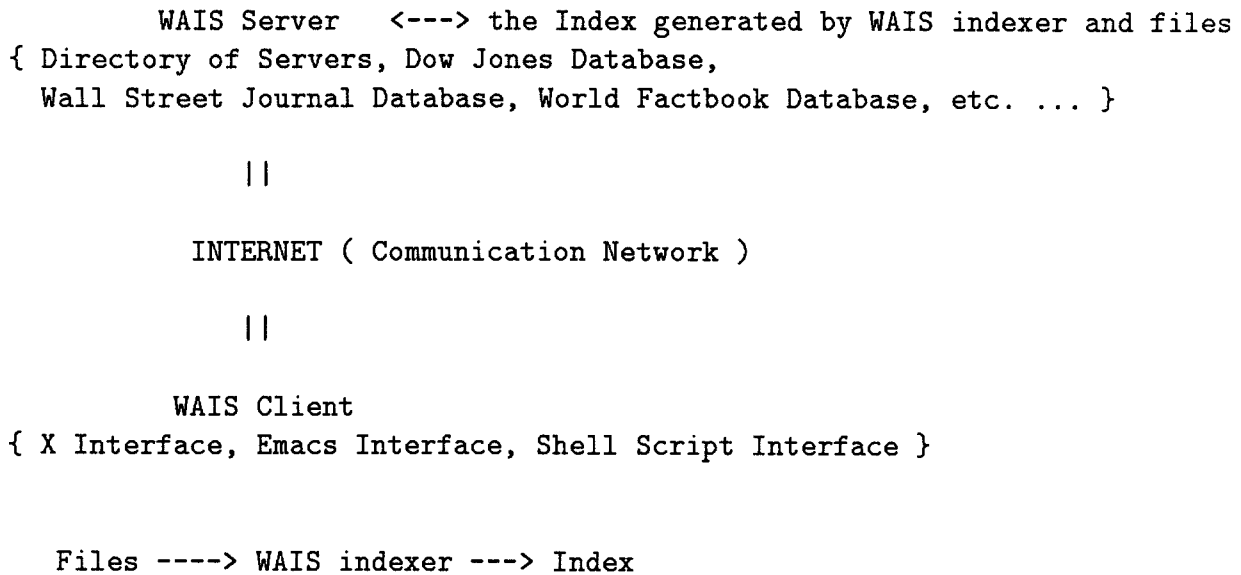 WAIS Server <---> the Index generated by WAIS indexer and files
{ Directory of Servers, Dow Jones Database,
Wall Street Journal Database, World Factbook Database, etc. ... }
||
INTERNET ( Communication Network )
||
WAIS Client
{ X Interface, Emacs Interface, Shell Script Interface }
Files ----> WAIS indexer ---> Index